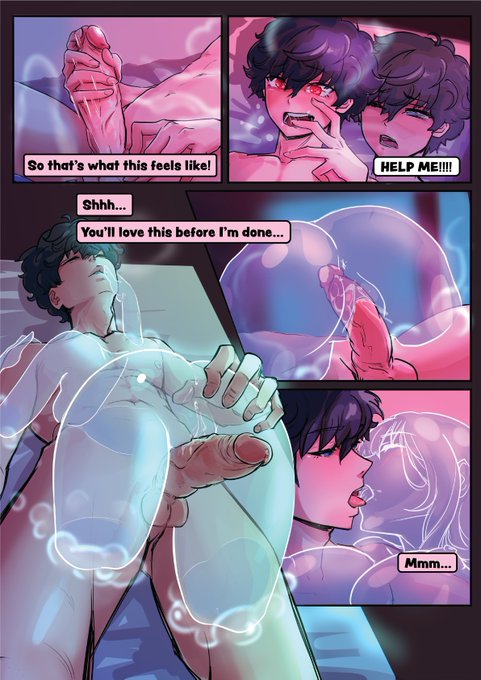 So that's what this feels like!
HELP ME!!!!
Shhh...
You'll love this before I'm done...
Mmm...